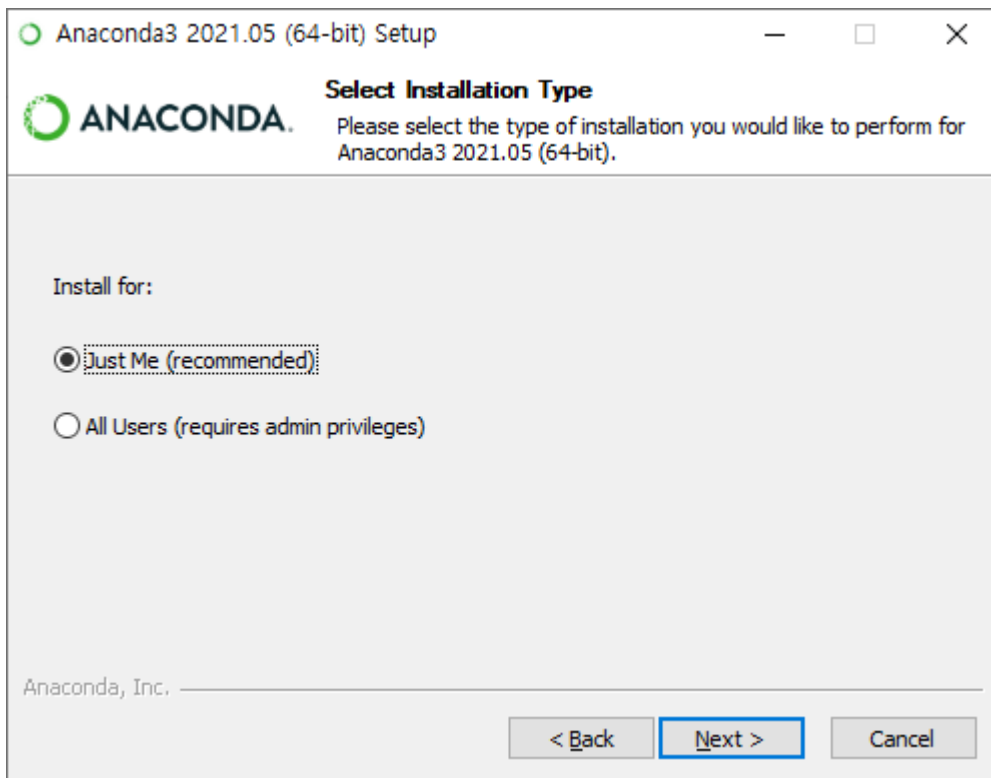 Anaconda3 2021.05 (64-bit) Setup
ANACONDA.
Select Installation Type
Please select the type of installation you would like to perform for
Anaconda3 2021.05 (64-bit).
Install for:
Just Me (recommended)
All Users (requires admin privileges)
Anaconda, Inc.
< Back
Next >
Cancel